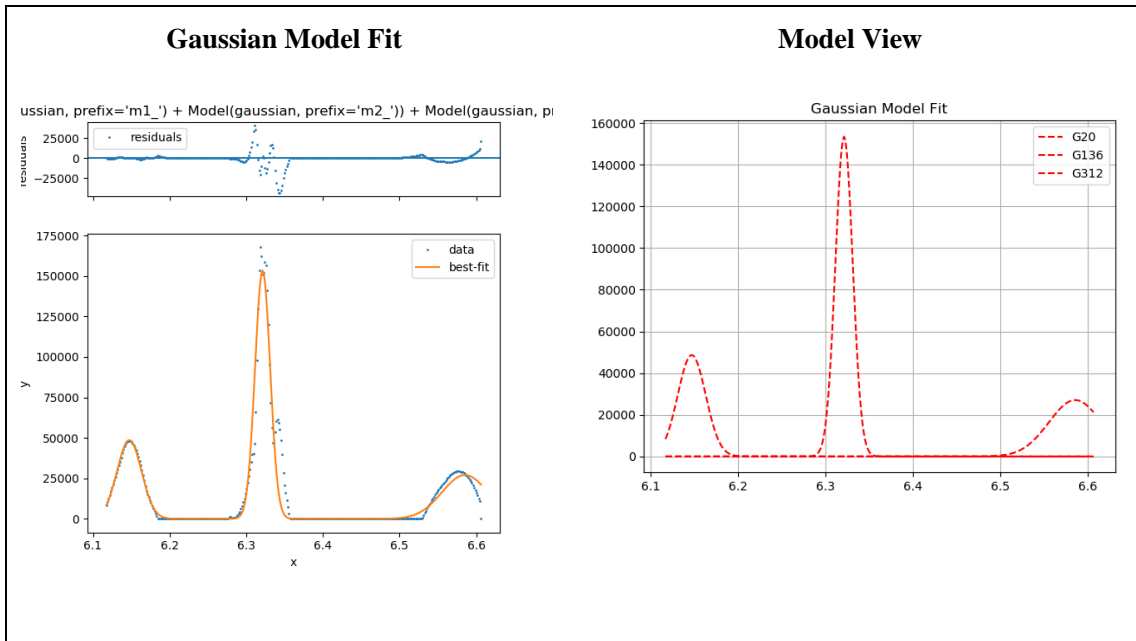 Gaussian Model Fit
Model View
ussian, prefix='m1_') + Model(gaussian, prefix='m2_')) + Model(gaussian, p
25000
0
−25000
residuals
residuals
175000
150000
125000
100000
75000
50000
25000
0
y
data
best-fit
6.1 6.2 6.3 6.4 6.5 6.6
x
Gaussian Model Fit
160000
140000
120000
100000
80000
60000
40000
20000
0
G20
G136
G312
6.1 6.2 6.3 6.4 6.5 6.6